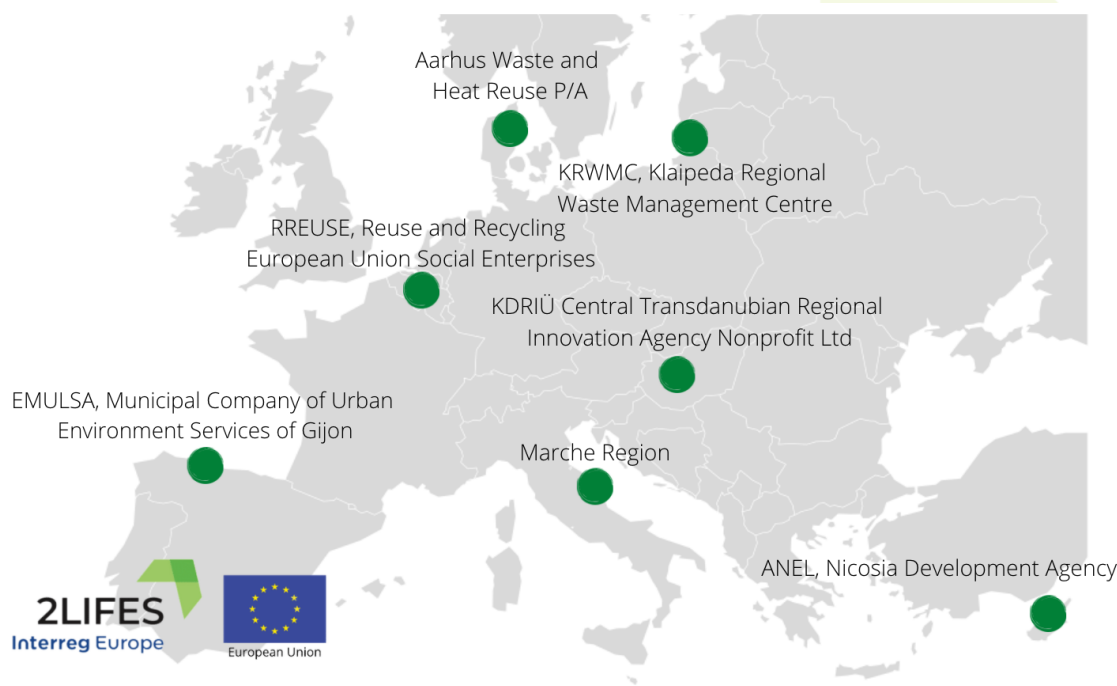 Aarhus Waste and
Heat Reuse P/A
KRWMC, Klaipeda Regional
Waste Management Centre
RREUSE, Reuse and Recycling
European Union Social Enterprises
KDRIÜ Central Transdanubian Regional
Innovation Agency Nonprofit Ltd
EMULSA, Municipal Company of Urban
Environment Services of Gijon
Marche Region
ANEL, Nicosia Development Agency
2LIFES
Interreg Europe
European Union